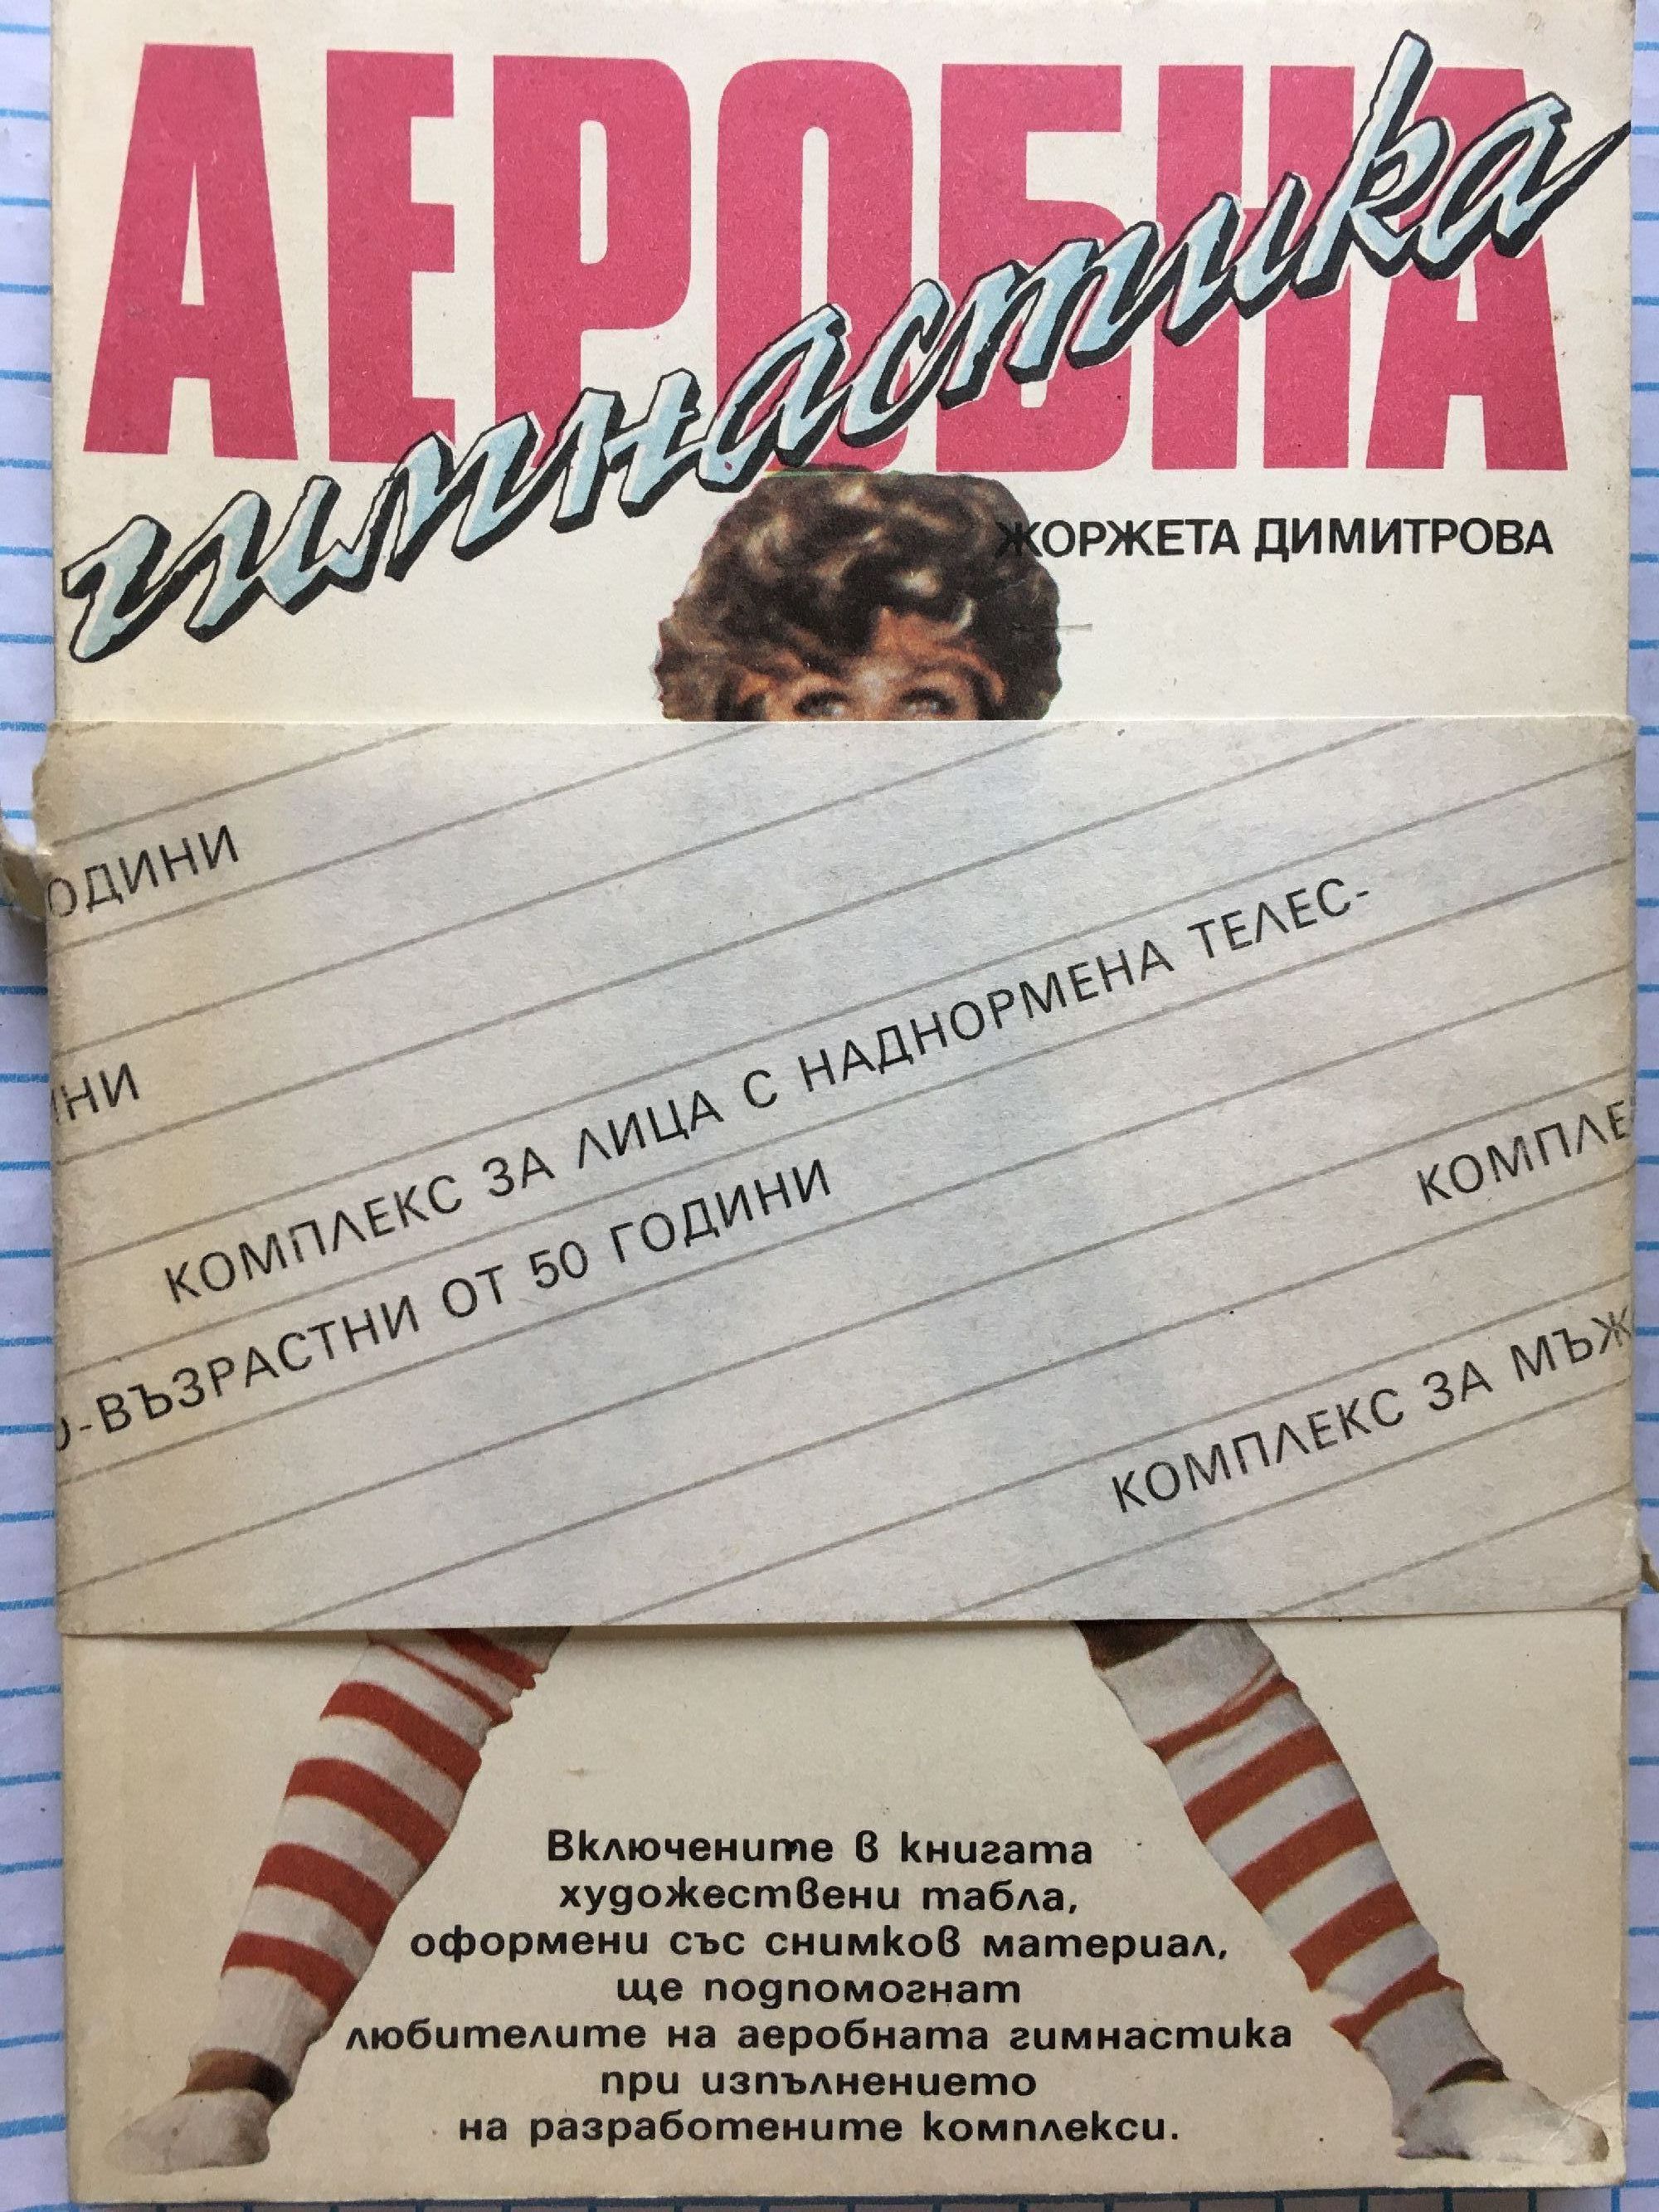 АЕРОБНА
гимнастика
ЖОРЖЕТА ДИМИТРОВА
ОДИНИ
НИ
КОМПЛЕКС ЗА ЛИЦА С НАДНОРМЕНА ТЕЛЕС-
-ВЪЗРАСТНИ ОТ 50 ГОДИНИ
КОМПЛЕ
КОМПЛЕКС ЗА МЪЖ
Включените в книгата
художествени табла,
оформени със снимков материал,
ще подпомогнат
любителите на аеробната гимнастика
при изпълнението
на разработените комплекси.